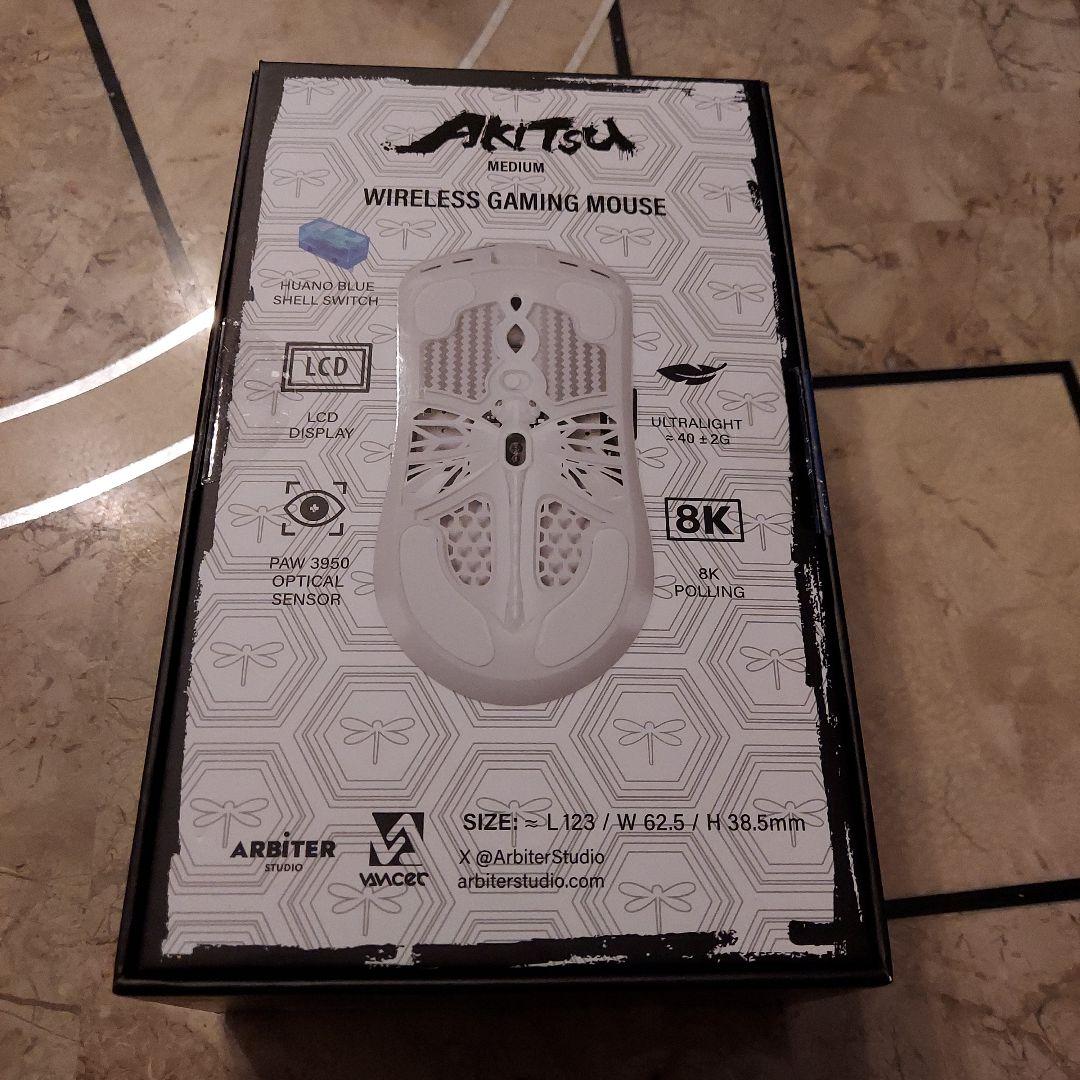 AKITSU
MEDIUM
WIRELESS GAMING MOUSE
HUANO BLUE
SHELL SWITCH
LCD
LCD
DISPLAY
ULTRALIGHT
≈ 40 ± 2G
PAW 3950
OPTICAL
SENSOR
8K
8K
POLLING
ARBITER
STUDIO
VANCER
SIZE: ≈ L 123 / W 62.5 / H 38.5mm
X @ArbiterStudio
arbiterstudio.com